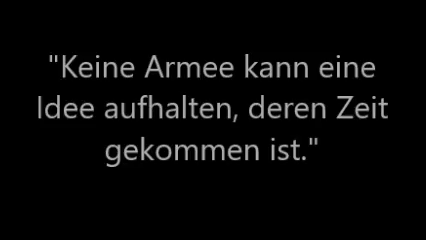 "Keine Armee kann eine
Idee aufhalten, deren Zeit
gekommen ist."